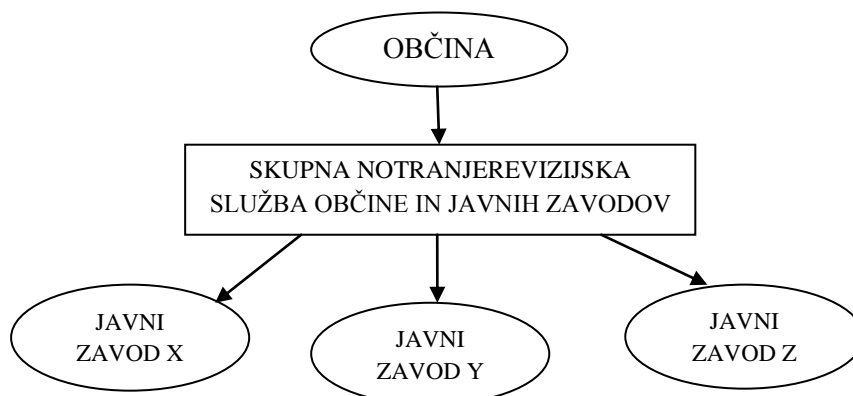 OBČINA
SKUPNA NOTRANJEREVIZIJSKA
SLUŽBA OBČINE IN JAVNIH ZAVODOV
JAVNI
ZAVOD X
JAVNI
ZAVOD Y
JAVNI
ZAVOD Z